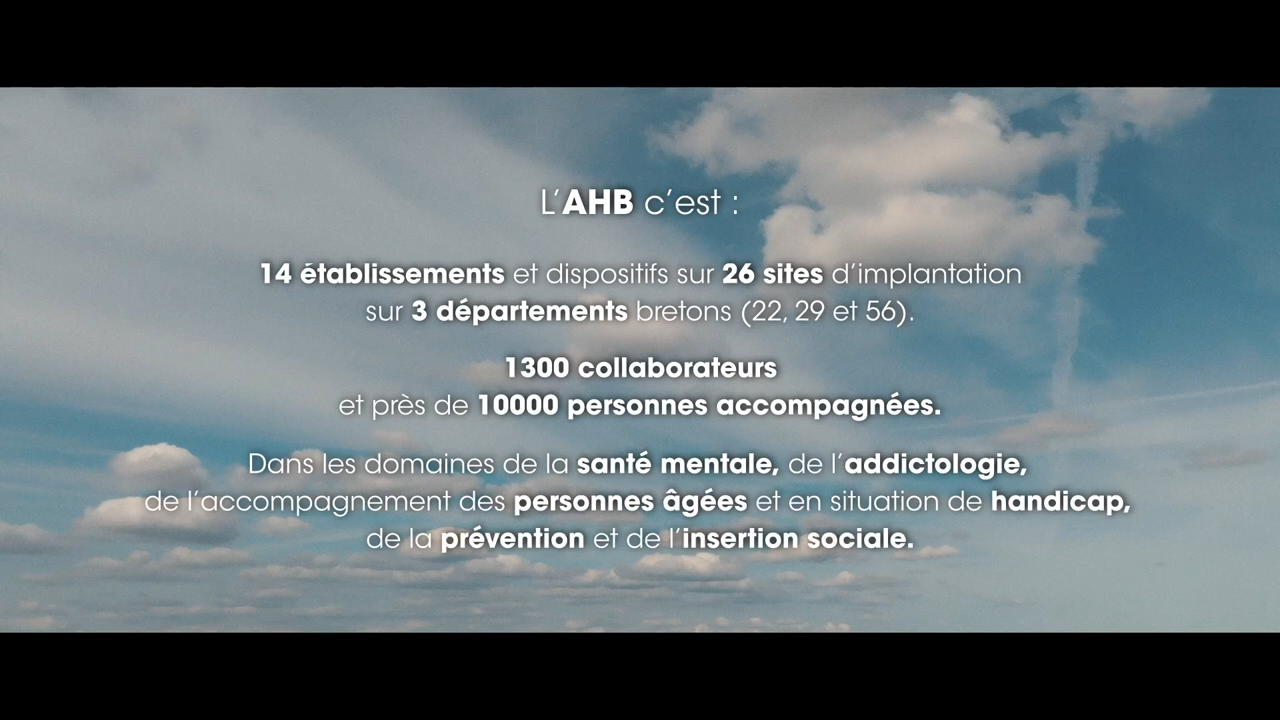 L'AHB c'est :
14 établissements et dispositifs sur 26 sites d'implantation
sur 3 départements bretons (22, 29 et 56).
1300 collaborateurs
et près de 10000 personnes accompagnées.
Dans les domaines de la santé mentale, de l'addictologie,
de l'accompagnement des personnes âgées et en situation de handicap,
de la prévention et de l'insertion sociale.